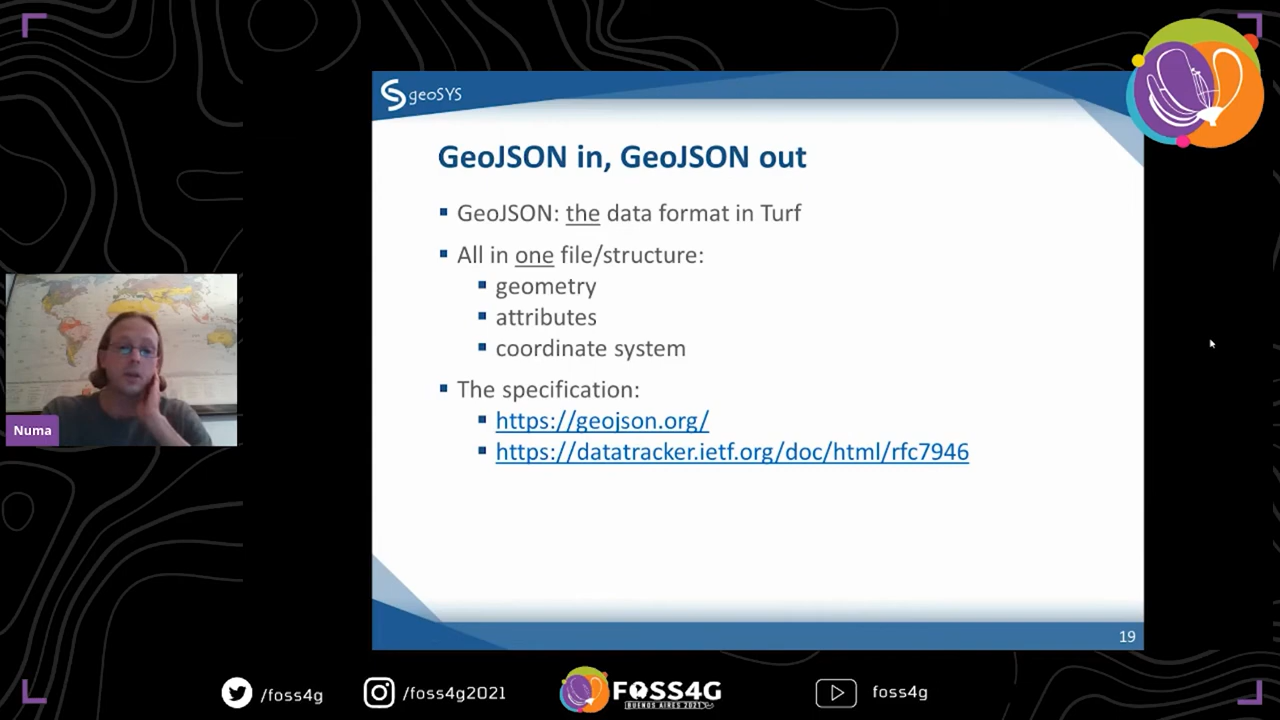 geoSYS
GeoJSON in, GeoJSON out
GeoJSON: the data format in Turf
All in one file/structure:
geometry
attributes
coordinate system
The specification:
https://geojson.org/
https://datatracker.ietf.org/doc/html/rfc7946
19
Numa
/foss4g
/foss4g2021
FOSS4G
BUENOS AIRES 2021
foss4g